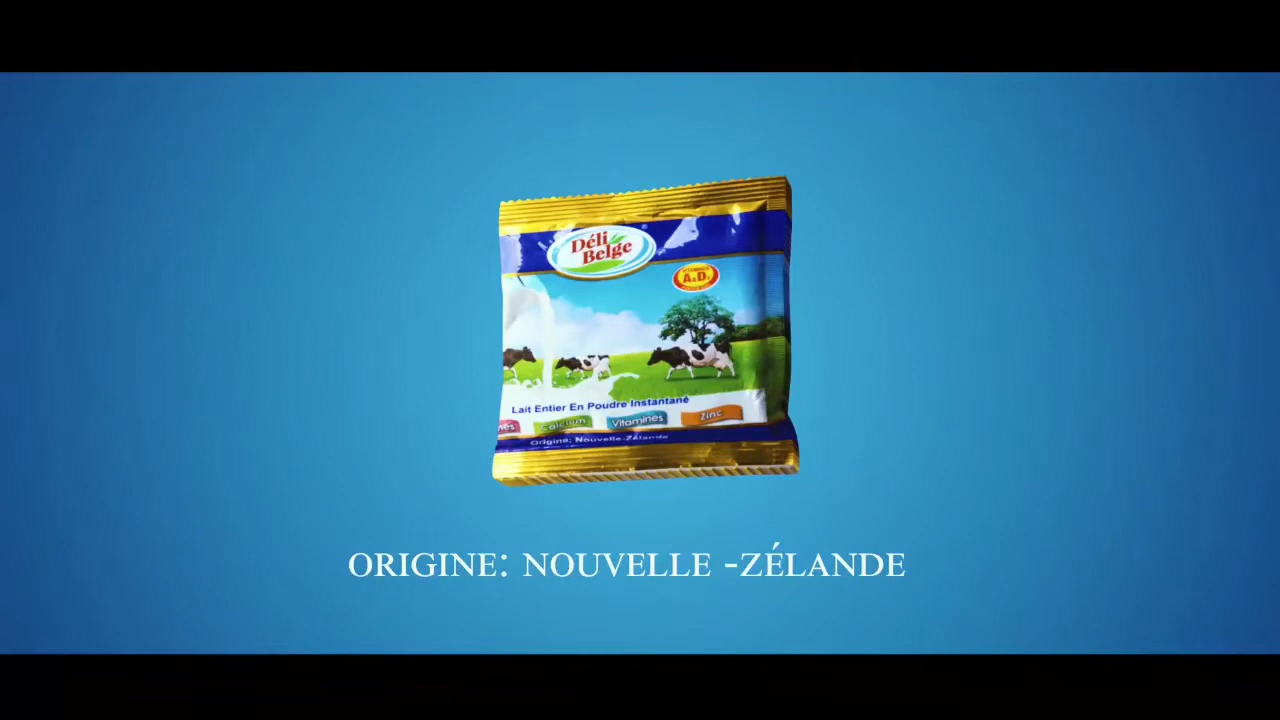 Déli
Belge
A&D
Lait Entier En Poudre Instantané
Calcium
Vitamines
Zinc
Origine: Nouvelle-Zélande
ORIGINE: NOUVELLE -ZÉLANDE